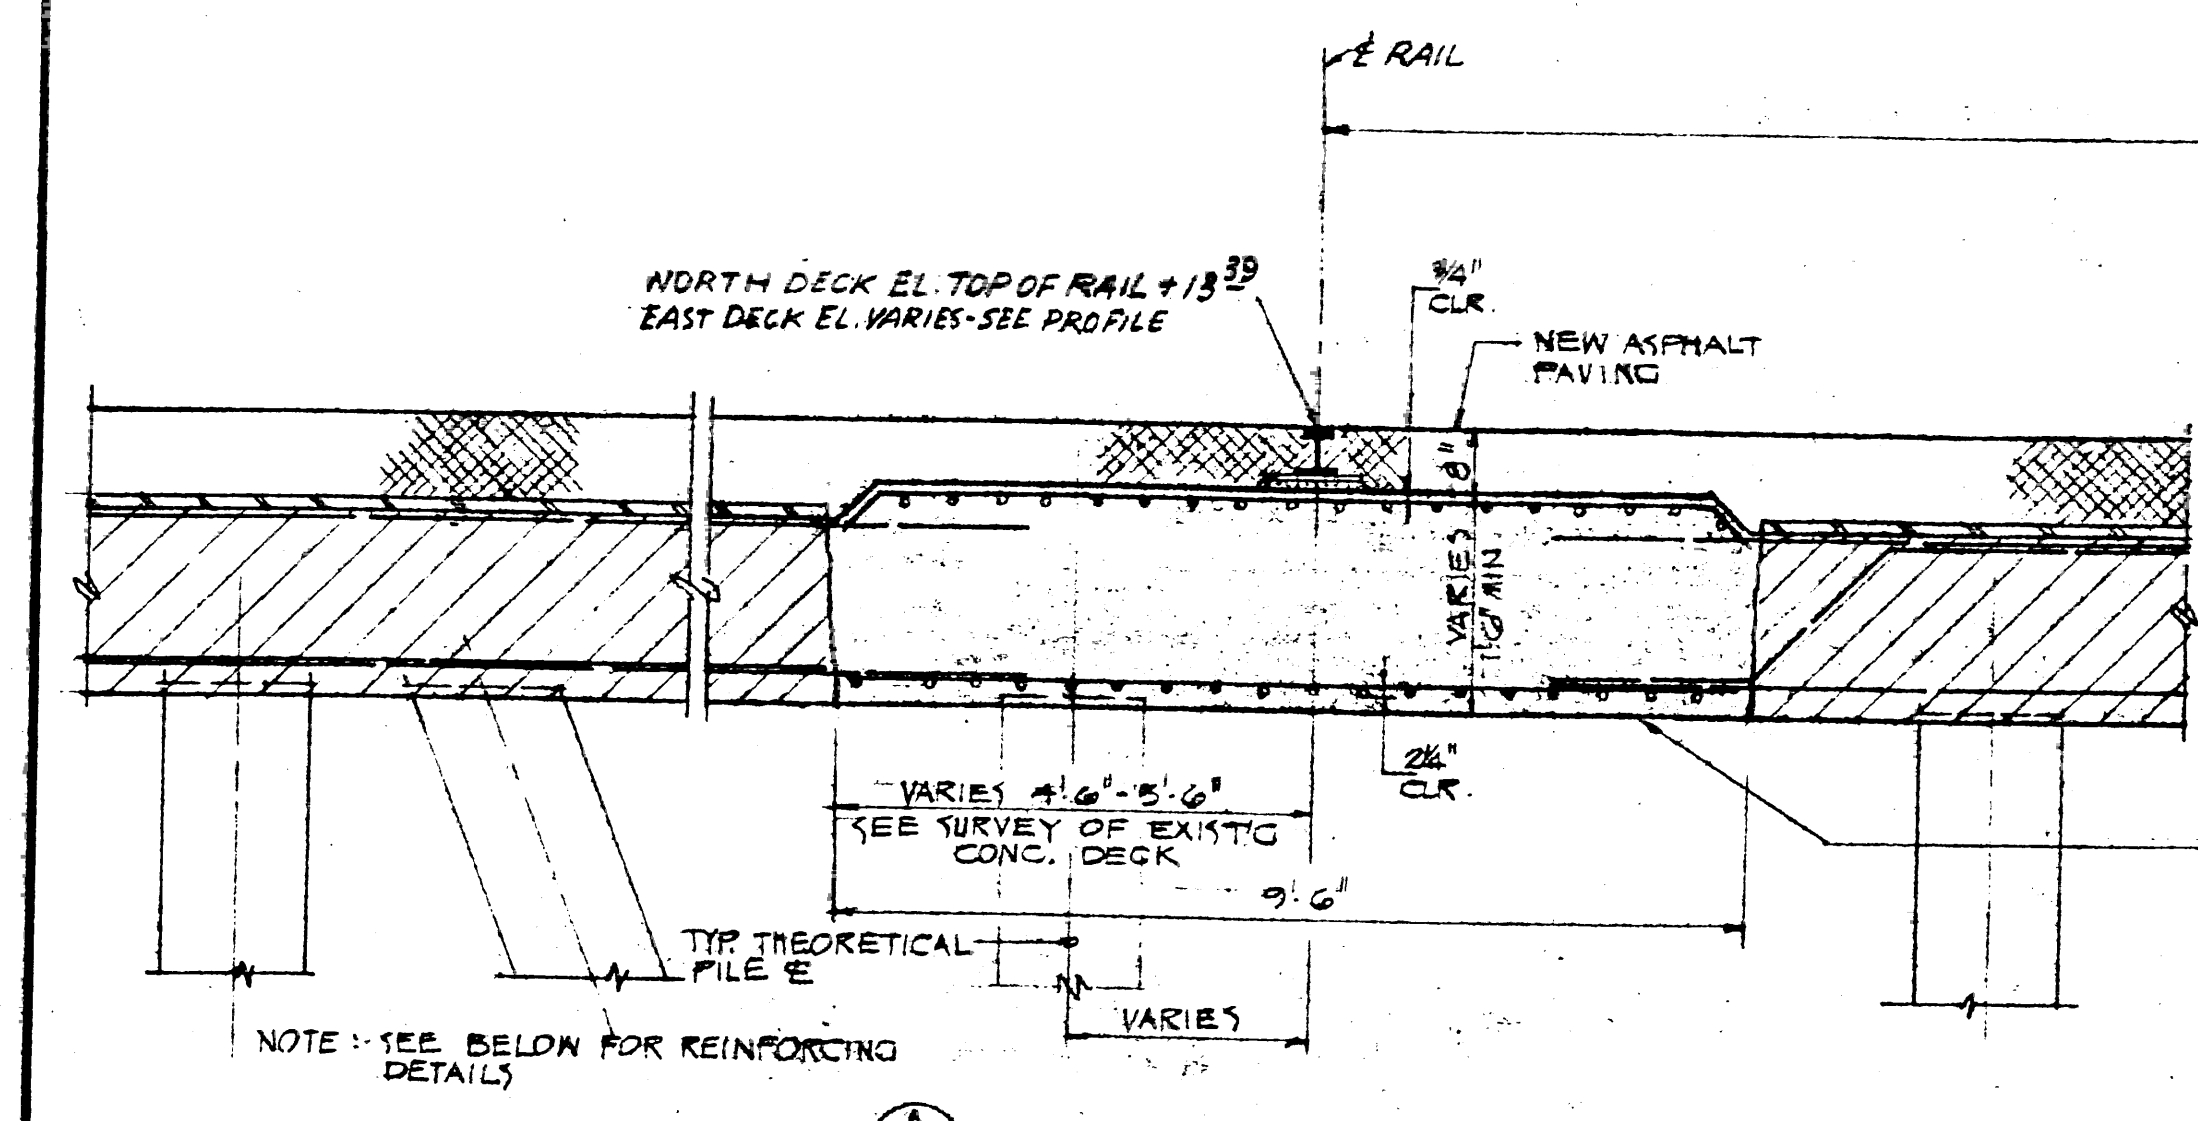 ℄ RAIL
NORTH DECK EL. TOP OF RAIL +13 39
EAST DECK EL. VARIES-SEE PROFILE
3/4"
CLR.
NEW ASPHALT
PAVING
8"
VARIES
1'-6" MIN.
2 1/4"
CLR.
VARIES 4'-6" - 5'-6"
SEE SURVEY OF EXIST'G
CONC. DECK
9'-6"
TYP. THEORETICAL
PILE ℄
VARIES
NOTE :- SEE BELOW FOR REINFORCING
DETAILS
A